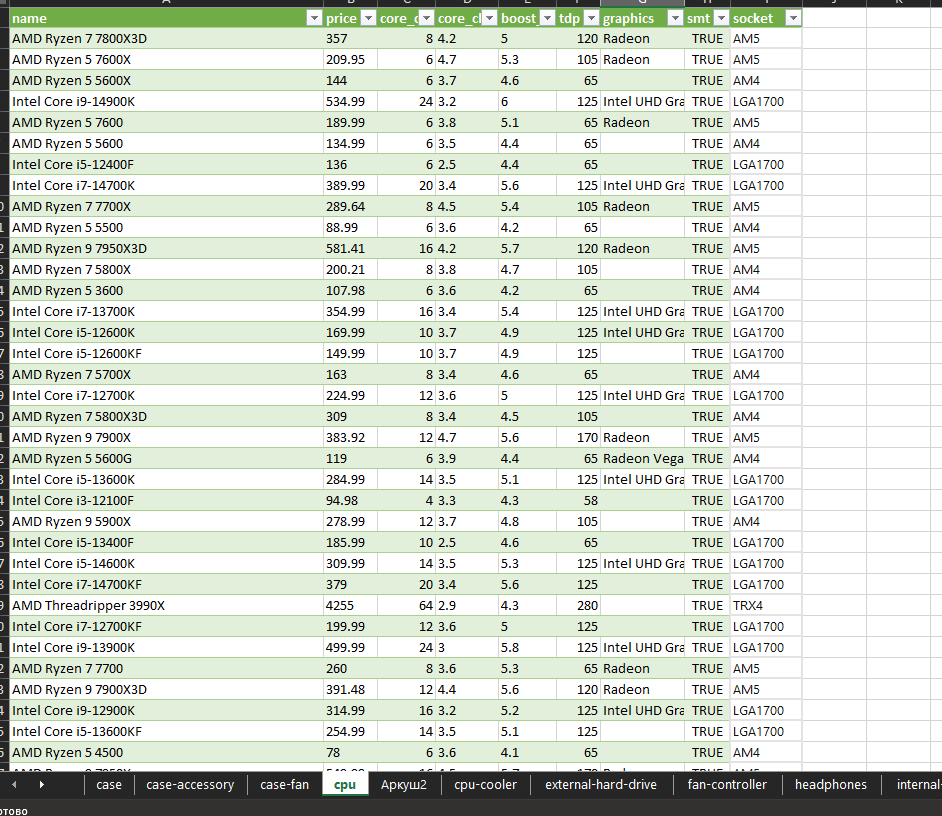 name price core_c core_cl boost_ tdp graphics smt socket
AMD Ryzen 7 7800X3D 357 8 4.2 5 120 Radeon TRUE AM5
AMD Ryzen 5 7600X 209.95 6 4.7 5.3 105 Radeon TRUE AM5
AMD Ryzen 5 5600X 144 6 3.7 4.6 65 TRUE AM4
Intel Core i9-14900K 534.99 24 3.2 6 125 Intel UHD Gra TRUE LGA1700
AMD Ryzen 5 7600 189.99 6 3.8 5.1 65 Radeon TRUE AM5
AMD Ryzen 5 5600 134.99 6 3.5 4.4 65 TRUE AM4
Intel Core i5-12400F 136 6 2.5 4.4 65 TRUE LGA1700
Intel Core i7-14700K 389.99 20 3.4 5.6 125 Intel UHD Gra TRUE LGA1700
AMD Ryzen 7 7700X 289.64 8 4.5 5.4 105 Radeon TRUE AM5
AMD Ryzen 5 5500 88.99 6 3.6 4.2 65 TRUE AM4
AMD Ryzen 9 7950X3D 581.41 16 4.2 5.7 120 Radeon TRUE AM5
AMD Ryzen 7 5800X 200.21 8 3.8 4.7 105 TRUE AM4
AMD Ryzen 5 3600 107.98 6 3.6 4.2 65 TRUE AM4
Intel Core i7-13700K 354.99 16 3.4 5.4 125 Intel UHD Gra TRUE LGA1700
Intel Core i5-12600K 169.99 10 3.7 4.9 125 Intel UHD Gra TRUE LGA1700
Intel Core i5-12600KF 149.99 10 3.7 4.9 125 TRUE LGA1700
AMD Ryzen 7 5700X 163 8 3.4 4.6 65 TRUE AM4
Intel Core i7-12700K 224.99 12 3.6 5 125 Intel UHD Gra TRUE LGA1700
AMD Ryzen 7 5800X3D 309 8 3.4 4.5 105 TRUE AM4
AMD Ryzen 9 7900X 383.92 12 4.7 5.6 170 Radeon TRUE AM5
AMD Ryzen 5 5600G 119 6 3.9 4.4 65 Radeon Vega TRUE AM4
Intel Core i5-13600K 284.99 14 3.5 5.1 125 Intel UHD Gra TRUE LGA1700
Intel Core i3-12100F 94.98 4 3.3 4.3 58 TRUE LGA1700
AMD Ryzen 9 5900X 278.99 12 3.7 4.8 105 TRUE AM4
Intel Core i5-13400F 185.99 10 2.5 4.6 65 TRUE LGA1700
Intel Core i5-14600K 309.99 14 3.5 5.3 125 Intel UHD Gra TRUE LGA1700
Intel Core i7-14700KF 379 20 3.4 5.6 125 TRUE LGA1700
AMD Threadripper 3990X 4255 64 2.9 4.3 280 TRUE TRX4
Intel Core i7-12700KF 199.99 12 3.6 5 125 TRUE LGA1700
Intel Core i9-13900K 499.99 24 3 5.8 125 Intel UHD Gra TRUE LGA1700
AMD Ryzen 7 7700 260 8 3.6 5.3 65 Radeon TRUE AM5
AMD Ryzen 9 7900X3D 391.48 12 4.4 5.6 120 Radeon TRUE AM5
Intel Core i9-12900K 314.99 16 3.2 5.2 125 Intel UHD Gra TRUE LGA1700
Intel Core i5-13600KF 254.99 14 3.5 5.1 125 TRUE LGA1700
AMD Ryzen 5 4500 78 6 3.6 4.1 65 TRUE AM4
case case-accessory case-fan cpu Аркуш2 cpu-cooler external-hard-drive fan-controller headphones internal-